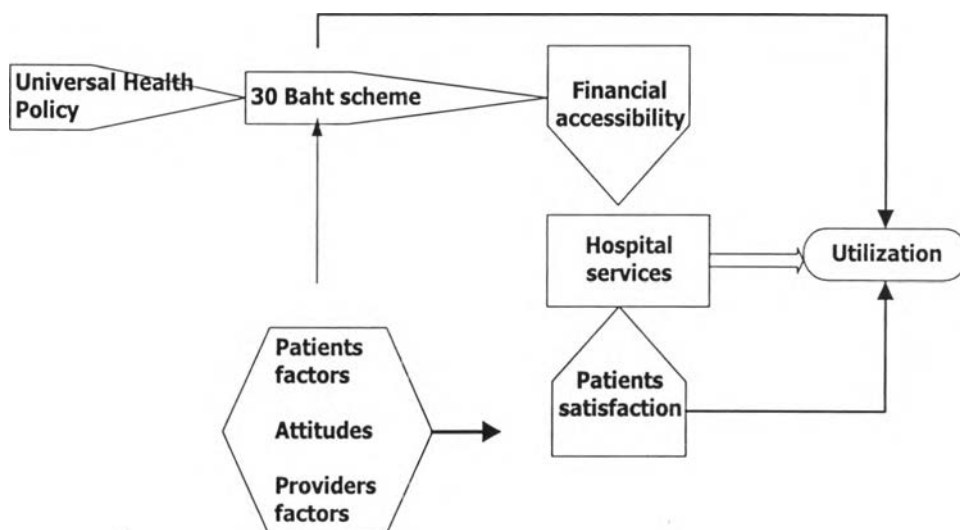 Universal Health
Policy
30 Baht scheme
Financial
accessibility
Hospital
services
Utilization
Patients
factors
Attitudes
Providers
factors
Patients
satisfaction